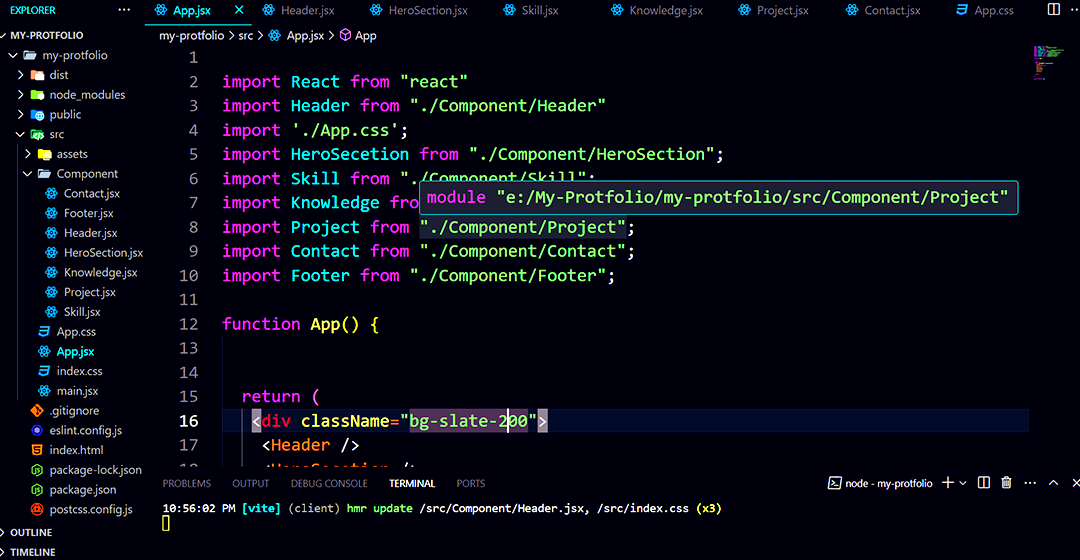 EXPLORER ···
App.jsx Header.jsx HeroSection.jsx Skill.jsx Knowledge.jsx Project.jsx Contact.jsx App.css ···
MY-PROTFOLIO
my-protfolio
dist
node_modules
public
src
assets
Component
Contact.jsx
Footer.jsx
Header.jsx
HeroSection.jsx
Knowledge.jsx
Project.jsx
Skill.jsx
App.css
App.jsx
index.css
main.jsx
.gitignore
eslint.config.js
index.html
package-lock.json
package.json
postcss.config.js
OUTLINE
TIMELINE
my-protfolio > src > App.jsx > App
1
2 import React from "react"
3 import Header from "./Component/Header"
4 import './App.css';
5 import HeroSecetion from "./Component/HeroSection";
6 import Skill from "./Component/Skill";
7 import Knowledge fro
module "e:/My-Protfolio/my-protfolio/src/Component/Project"
8 import Project from "./Component/Project";
9 import Contact from "./Component/Contact";
10 import Footer from "./Component/Footer";
11
12 function App() {
13
14
15 return (
16 <div className="bg-slate-200">
17 <Header />
18 <HeroSecetion />
PROBLEMS OUTPUT DEBUG CONSOLE TERMINAL PORTS node - my-protfolio ···
10:56:02 PM [vite] (client) hmr update /src/Component/Header.jsx, /src/index.css (x3)